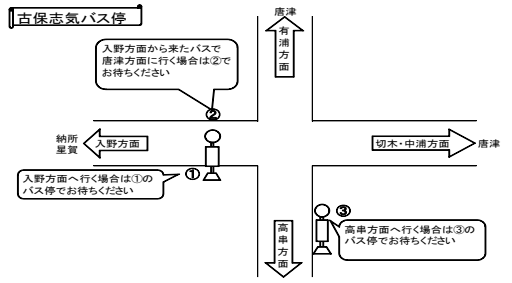 古保志気バス停
唐津
有浦方面
入野方面から来たバスで
唐津方面に行く場合は②で
お待ちください
②
納所
星賀
入野方面
切木・中浦方面
唐津
①
入野方面へ行く場合は①の
バス停でお待ちください
③
高串方面
高串方面へ行く場合は③の
バス停でお待ちください